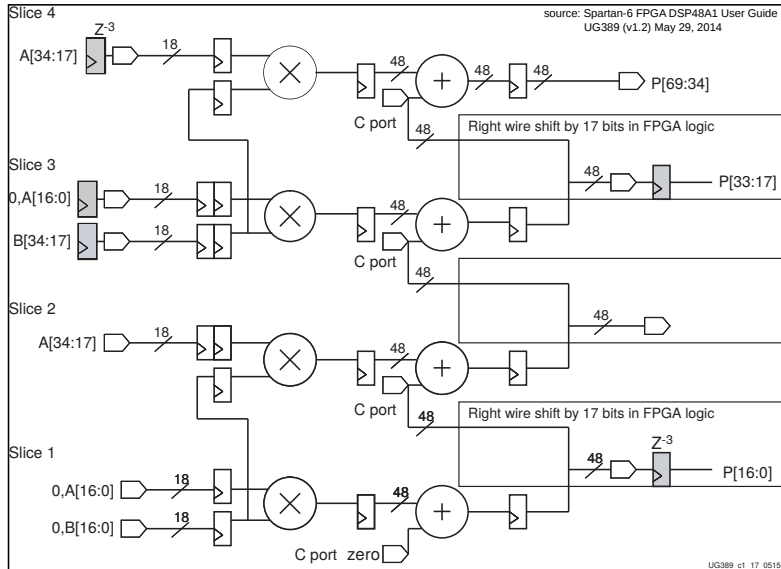 Slice 4
source: Spartan-6 FPGA DSP48A1 User Guide
UG389 (v1.2) May 29, 2014
Z-3
A[34:17]
18
48
48
48
P[69:34]
C port
48
Right wire shift by 17 bits in FPGA logic
Slice 3
0,A[16:0]
18
48
48
P[33:17]
B[34:17]
18
C port
48
Slice 2
A[34:17]
18
48
48
C port
48
Right wire shift by 17 bits in FPGA logic
Slice 1
Z-3
48
P[16:0]
0,A[16:0]
18
48
0,B[16:0]
18
C port zero
UG389_c1_17_0515